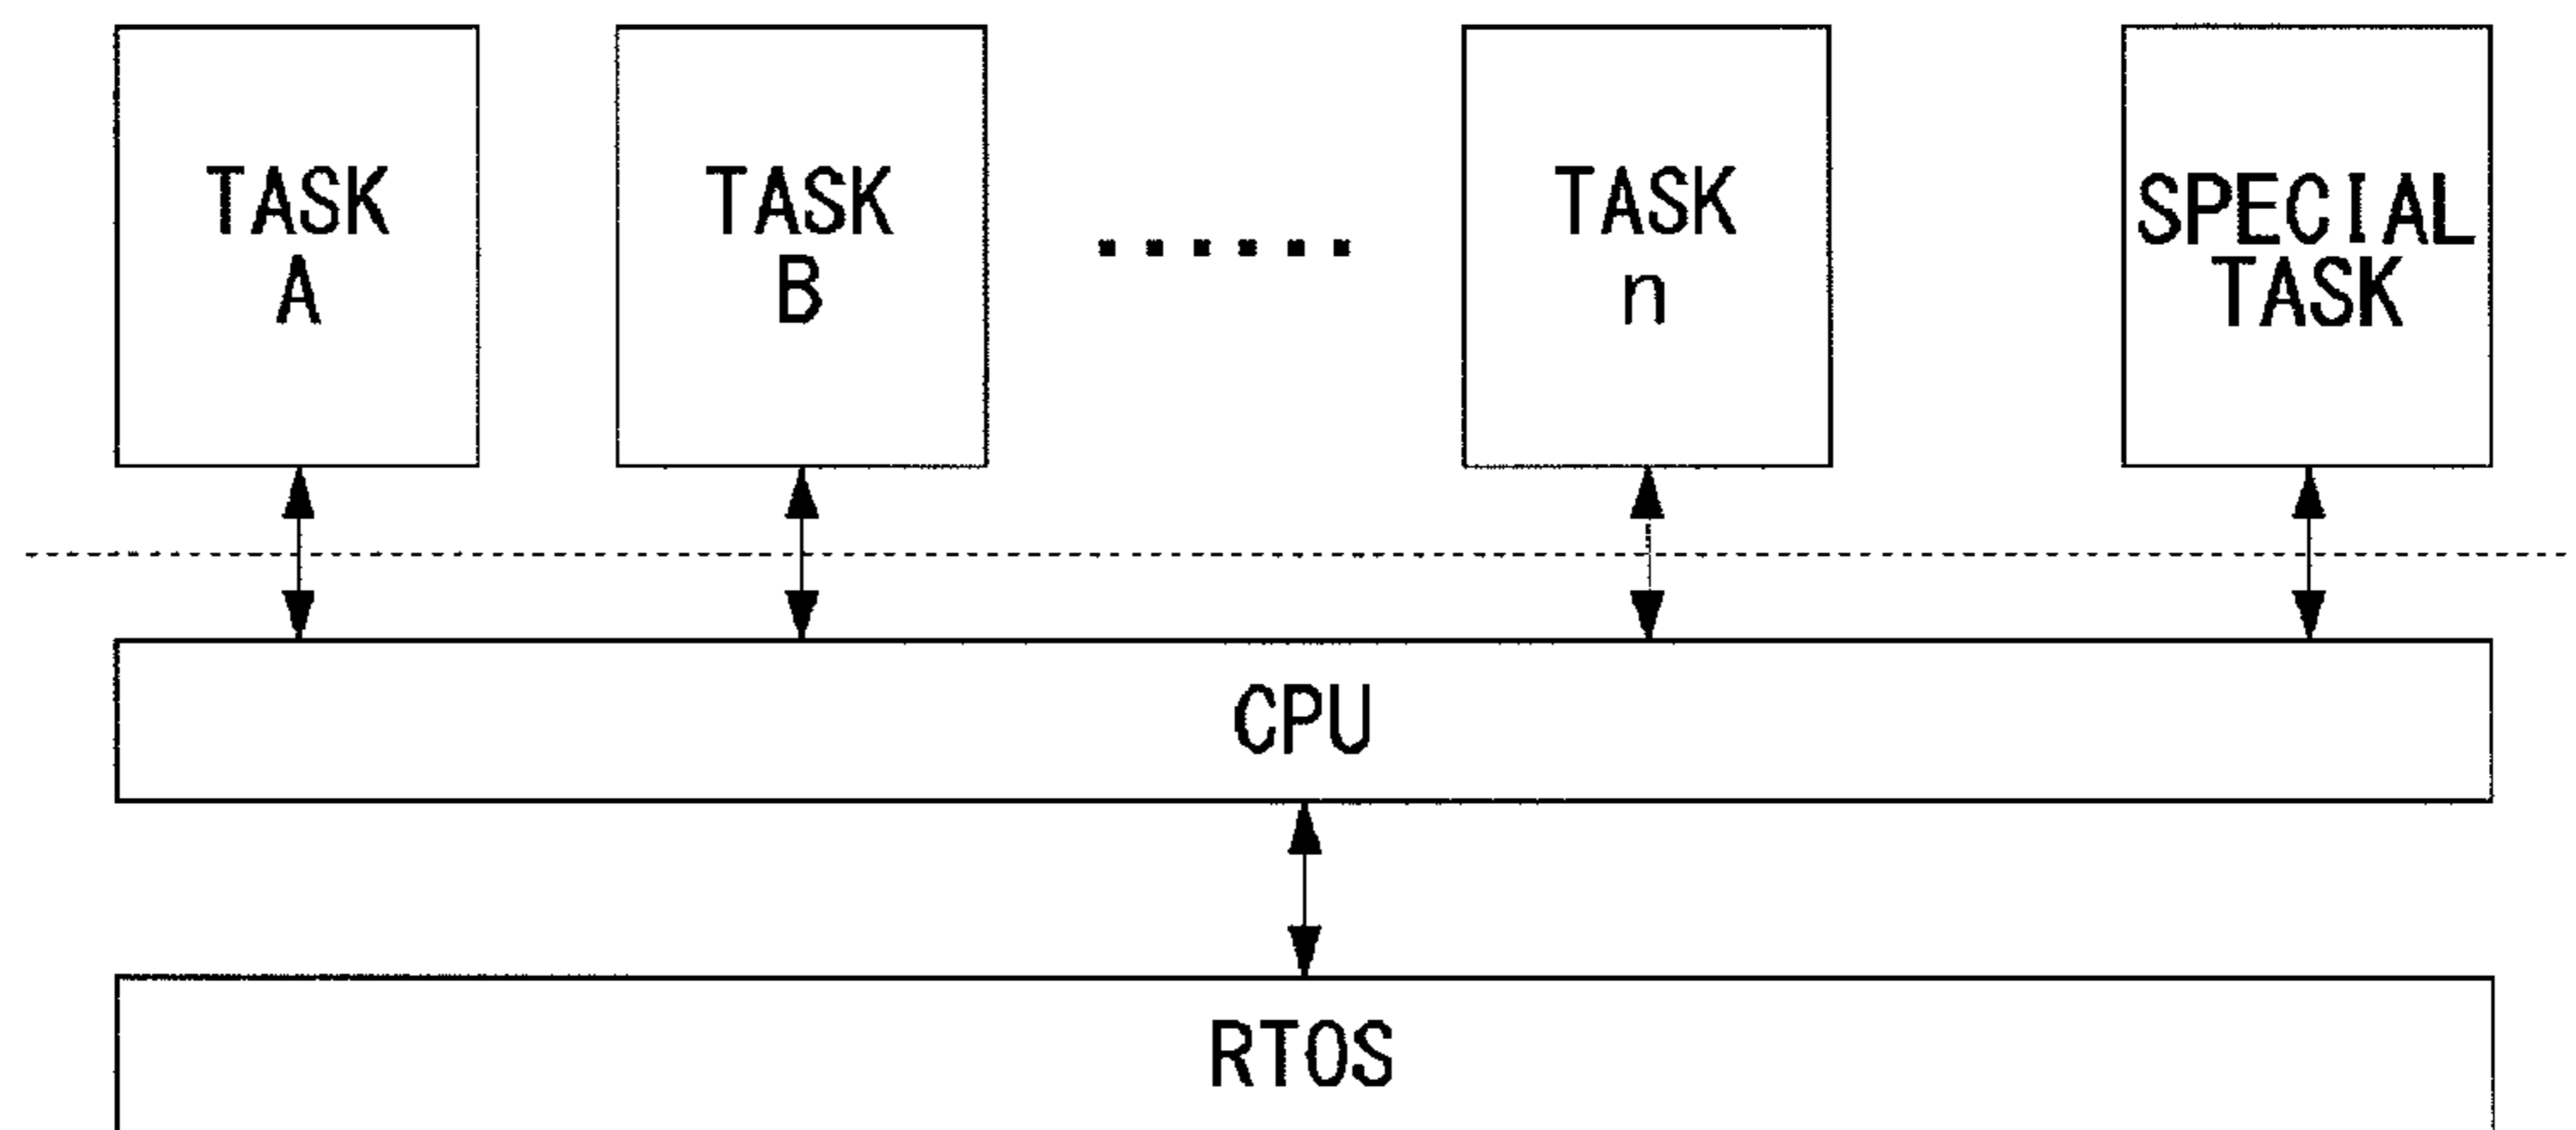 TASK
A
TASK
B
......
TASK
n
SPECIAL
TASK
CPU
RTOS